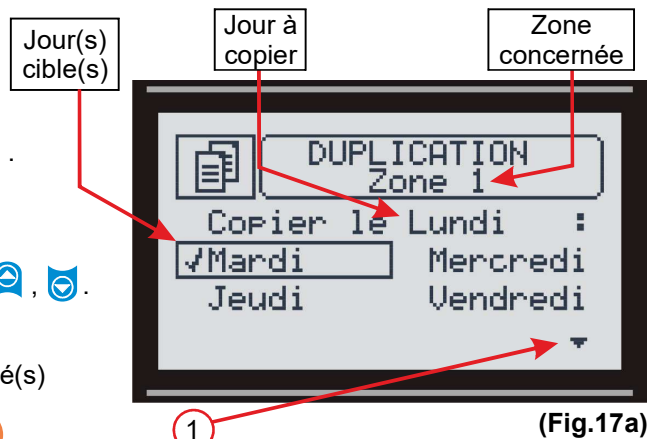 Jour(s)
cible(s)
Jour à
copier
Zone
concernée
.
DUPLICATION
Zone 1
Copier le Lundi :
√Mardi Mercredi
Jeudi Vendredi
, .
é(s)
1
(Fig.17a)